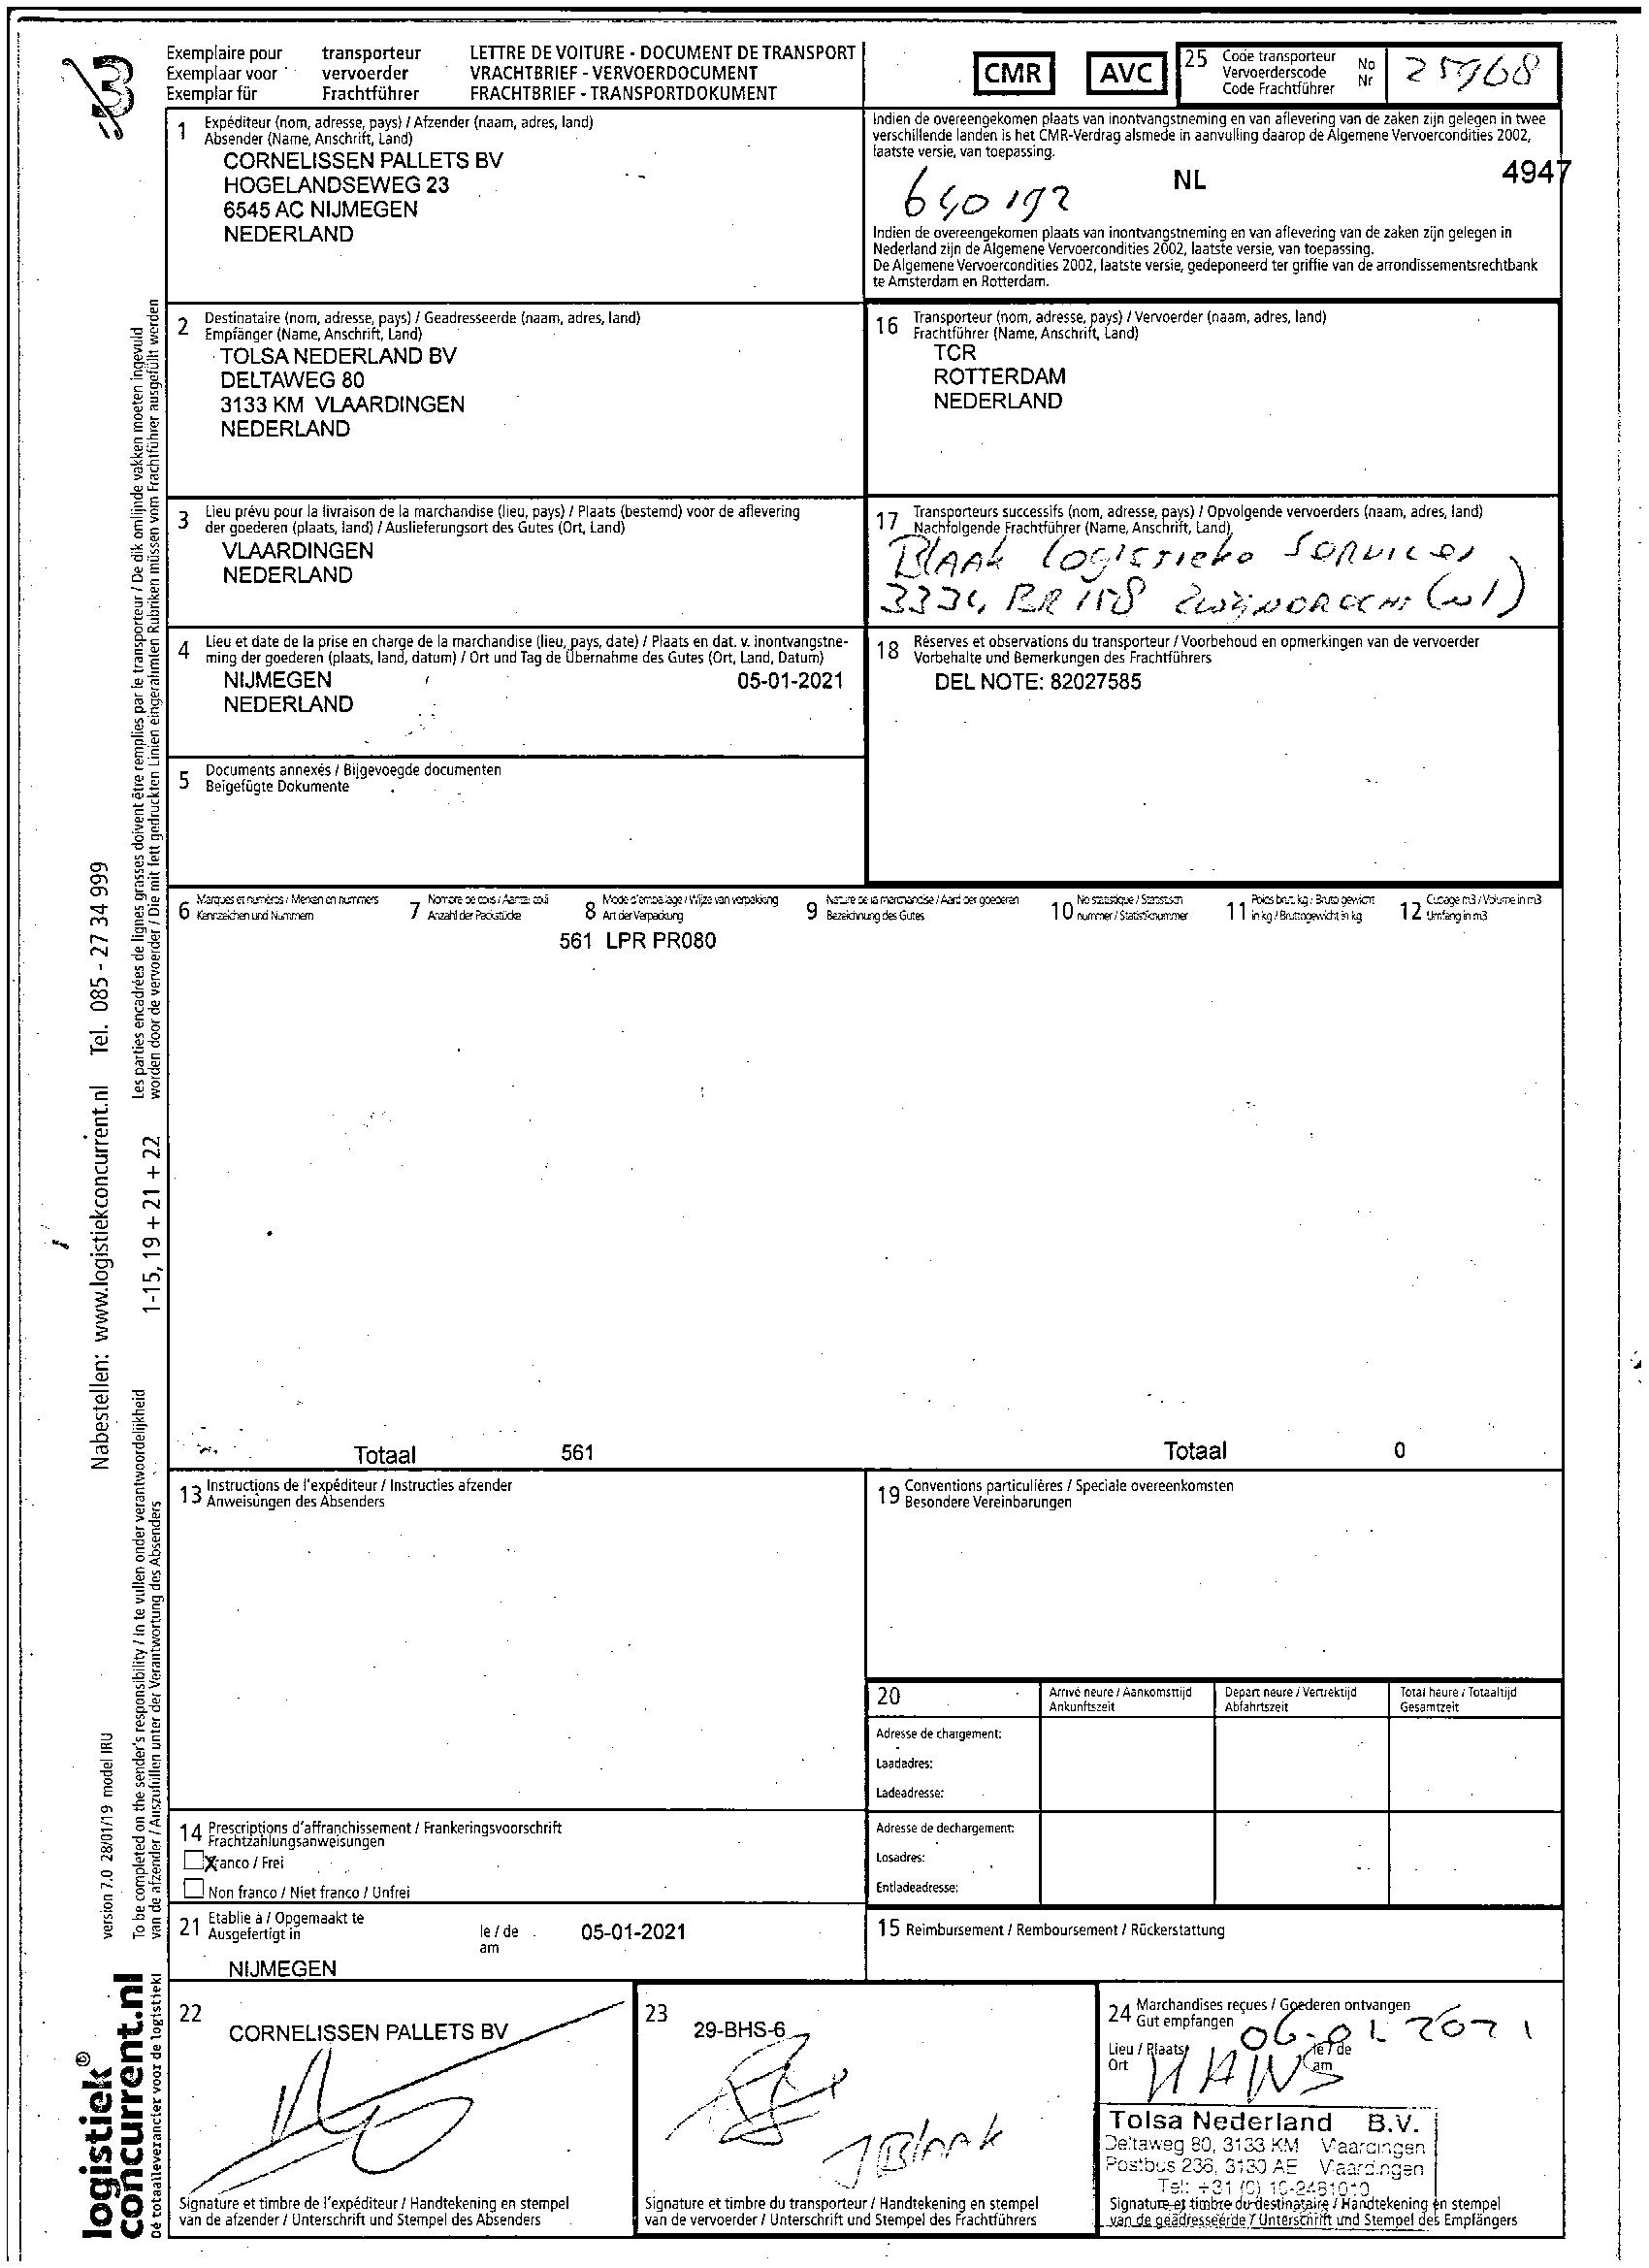 3
Exemplaire pour transporteur
Exemplaar voor vervoerder
Exemplar für Frachtführer
LETTRE DE VOITURE - DOCUMENT DE TRANSPORT
VRACHTBRIEF - VERVOERDOCUMENT
FRACHTBRIEF - TRANSPORTDOKUMENT
CMR
AVC
25 Code transporteur No
Vervoerderscode Nr
Code Frachtführer
25968
1 Expéditeur (nom, adresse, pays) / Afzender (naam, adres, land)
Absender (Name, Anschrift, Land)
CORNELISSEN PALLETS BV
HOGELANDSEWEG 23
6545 AC NIJMEGEN
NEDERLAND
Indien de overeengekomen plaats van inontvangstneming en van aflevering van de zaken zijn gelegen in twee
verschillende landen is het CMR-Verdrag alsmede in aanvulling daarop de Algemene Vervoercondities 2002,
laatste versie, van toepassing.
NL 4947
640192
Indien de overeengekomen plaats van inontvangstneming en van aflevering van de zaken zijn gelegen in
Nederland zijn de Algemene Vervoercondities 2002, laatste versie, van toepassing.
De Algemene Vervoercondities 2002, laatste versie, gedeponeerd ter griffie van de arrondissementsrechtbank
te Amsterdam en Rotterdam.
2 Destinataire (nom, adresse, pays) / Geadresseerde (naam, adres, land)
Empfänger (Name, Anschrift, Land)
TOLSA NEDERLAND BV
DELTAWEG 80
3133 KM VLAARDINGEN
NEDERLAND
16 Transporteur (nom, adresse, pays) / Vervoerder (naam, adres, land)
Frachtführer (Name, Anschrift, Land)
TCR
ROTTERDAM
NEDERLAND
3 Lieu prévu pour la livraison de la marchandise (lieu, pays) / Plaats (bestemd) voor de aflevering
der goederen (plaats, land) / Auslieferungsort des Gutes (Ort, Land)
VLAARDINGEN
NEDERLAND
17 Transporteurs successifs (nom, adresse, pays) / Opvolgende vervoerders (naam, adres, land)
Nachfolgende Frachtführer (Name, Anschrift, Land)
Blaak Logistieke Services
3334 BR 158 Zwijndrecht (nl)
4 Lieu et date de la prise en charge de la marchandise (lieu, pays, date) / Plaats en dat. v. inontvangstne-
ming der goederen (plaats, land, datum) / Ort und Tag der Übernahme des Gutes (Ort, Land, Datum)
NIJMEGEN 05-01-2021
NEDERLAND
18 Réserves et observations du transporteur / Voorbehoud en opmerkingen van de vervoerder
Vorbehalte und Bemerkungen des Frachtführers
DEL NOTE: 82027585
5 Documents annexés / Bijgevoegde documenten
Beigefügte Dokumente
6 Marques et numéros / Merken en nummers
Kennzeichen und Nummern
7 Nombre de colis / Aantal colli
Anzahl der Packstücke
8 Mode d'emballage / Wijze van verpakking
Art der Verpackung
9 Nature de la marchandise / Aard der goederen
Bezeichnung des Gutes
10 No statistique / Statistisch
nummer / Statistiknummer
11 Poids brut. kg / Bruto gewicht
in kg / Bruttogewicht in kg
12 Cubage m3 / Volume in m3
Umfang in m3
561 LPR PR080
Totaal 561
Totaal 0
13 Instructions de l'expéditeur / Instructies afzender
Anweisungen des Absenders
19 Conventions particulières / Speciale overeenkomsten
Besondere Vereinbarungen
20
Arrivé heure / Aankomsttijd
Ankunftszeit
Depart heure / Vertrektijd
Abfahrtszeit
Total heure / Totaaltijd
Gesamtzeit
Adresse de chargement:
Laadadres:
Ladeadresse:
Adresse de dechargement:
Losadres:
Entladeadresse:
14 Prescriptions d'affranchissement / Frankeringsvoorschrift
Frachtzahlungsanweisungen
X Franco / Frei
Non franco / Niet franco / Unfrei
21 Etablie à / Opgemaakt te
Ausgefertigt in
le / de
am
05-01-2021
NIJMEGEN
15 Reimbursement / Remboursement / Rückerstattung
22
CORNELISSEN PALLETS BV
Signature et timbre de l'expéditeur / Handtekening en stempel
van de afzender / Unterschrift und Stempel des Absenders
23
29-BHS-6
J Blaak
Signature et timbre du transporteur / Handtekening en stempel
van de vervoerder / Unterschrift und Stempel des Frachtführers
24 Marchandises reçues / Goederen ontvangen
Gut empfangen
06-01-2021
Lieu / Plaats
Ort
le / de
am
HANS
Tolsa Nederland B.V.
Deltaweg 80, 3133 KM Vlaardingen
Postbus 236, 3130 AE Vlaardingen
Tel: +31 (0) 10-2481010
Signature et timbre du destinataire / Handtekening en stempel
van de geadresseerde / Unterschrift und Stempel des Empfängers
Les parties encadrées de lignes grasses doivent être remplies par le transporteur / De dik omlijnde vakken moeten ingevuld
worden door de vervoerder / Die mit fett gedruckten Linien eingerahmten Rubriken müssen vom Frachtführer ausgefüllt werden
1-15, 19 + 21 + 22
To be completed on the sender's responsibility / in te vullen onder verantwoordelijkheid
van de afzender / Auszufüllen unter der Verantwortung des Absenders
Nabestellen: www.logistiekconcurrent.nl Tel. 085 - 27 34 999
version 7.0 28/01/19 model IRU
logistiek®
concurrent.nl
Dé totaalleverancier voor de logistiek!